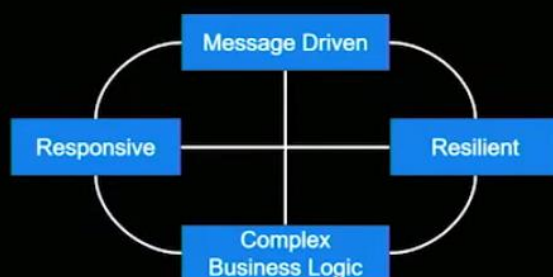 Message Driven
Responsive
Resilient
Complex
Business Logic